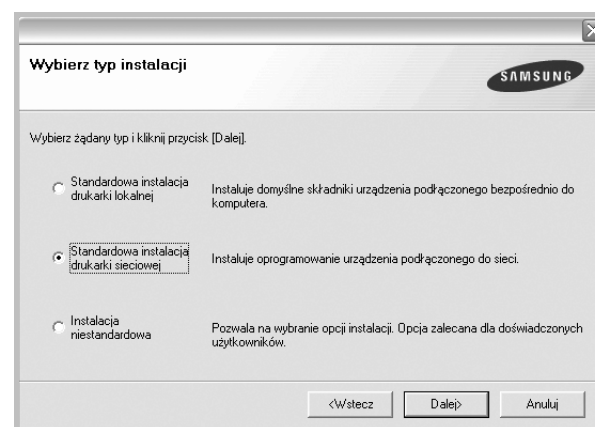 Wybierz typ instalacji
SAMSUNG
Wybierz żądany typ i kliknij przycisk [Dalej].
Standardowa instalacja
drukarki lokalnej
Instaluje domyślne składniki urządzenia podłączonego bezpośrednio do
komputera.
Standardowa instalacja
drukarki sieciowej
Instaluje oprogramowanie urządzenia podłączonego do sieci.
Instalacja
niestandardowa
Pozwala na wybranie opcji instalacji. Opcja zalecana dla doświadczonych
użytkowników.
<Wstecz
Dalej>
Anuluj